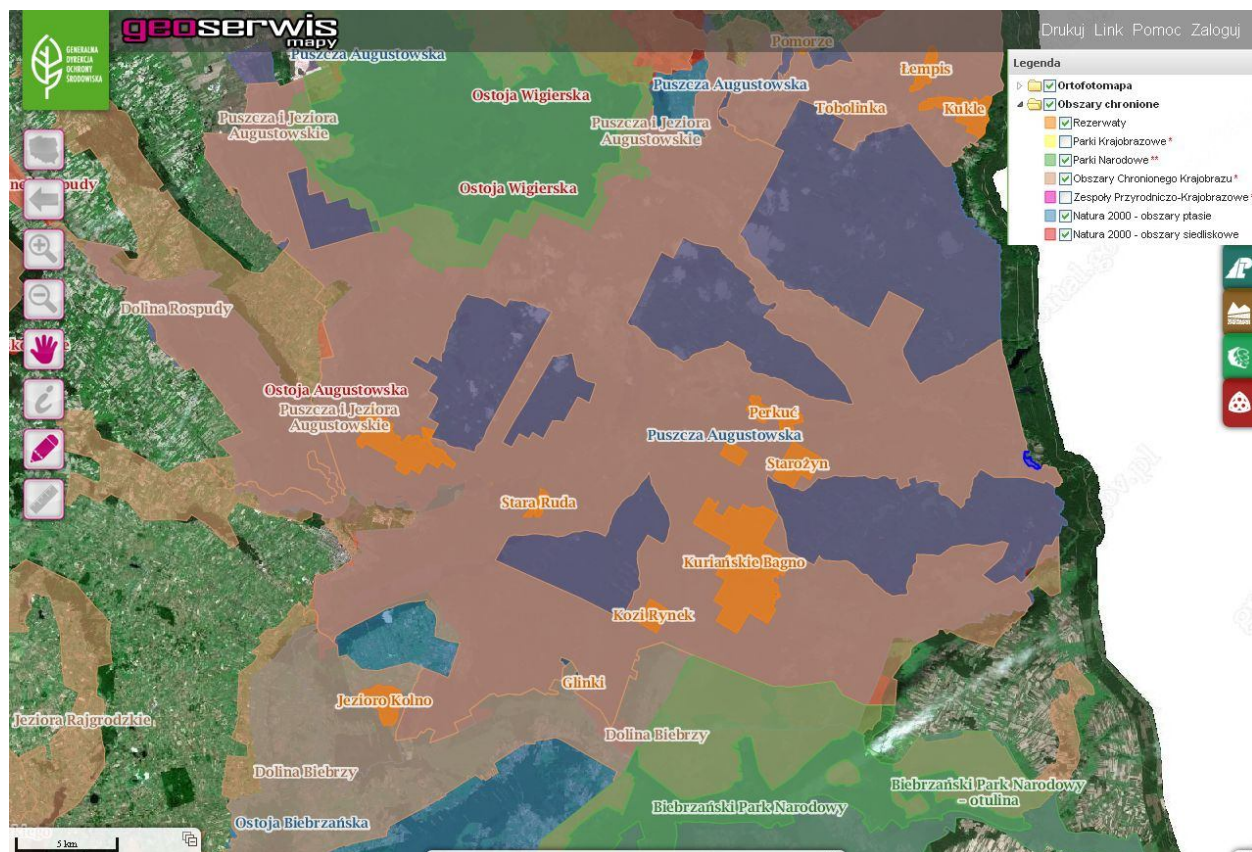 GENERALNA
DYREKCJA
OCHRONY
ŚRODOWISKA
geoserwis
mapy
Drukuj Link Pomoc Zaloguj
Legenda
Ortofotomapa
Obszary chronione
Rezerwaty
Parki Krajobrazowe *
Parki Narodowe **
Obszary Chronionego Krajobrazu *
Zespoły Przyrodniczo-Krajobrazowe *
Natura 2000 - obszary ptasie
Natura 2000 - obszary siedliskowe
Pomorze
Puszcza Augustowska
Łempis
Puszcza Augustowska
Ostoja Wigierska
Tobolinka
Kukle
Puszcza i Jeziora
Augustowskie
Puszcza i Jeziora
Augustowskie
Ostoja Wigierska
Dolina Rospudy
Ostoja Augustowska
Puszcza i Jeziora
Augustowskie
Perkuć
Puszcza Augustowska
Starożyn
Stara Ruda
Kuriańskie Bagno
Kozi Rynek
Glinki
Jezioro Kolno
Jeziora Rajgrodzkie
Dolina Biebrzy
Dolina Biebrzy
Biebrzański Park Narodowy
- otulina
Biebrzański Park Narodowy
Ostoja Biebrzańska
5 km